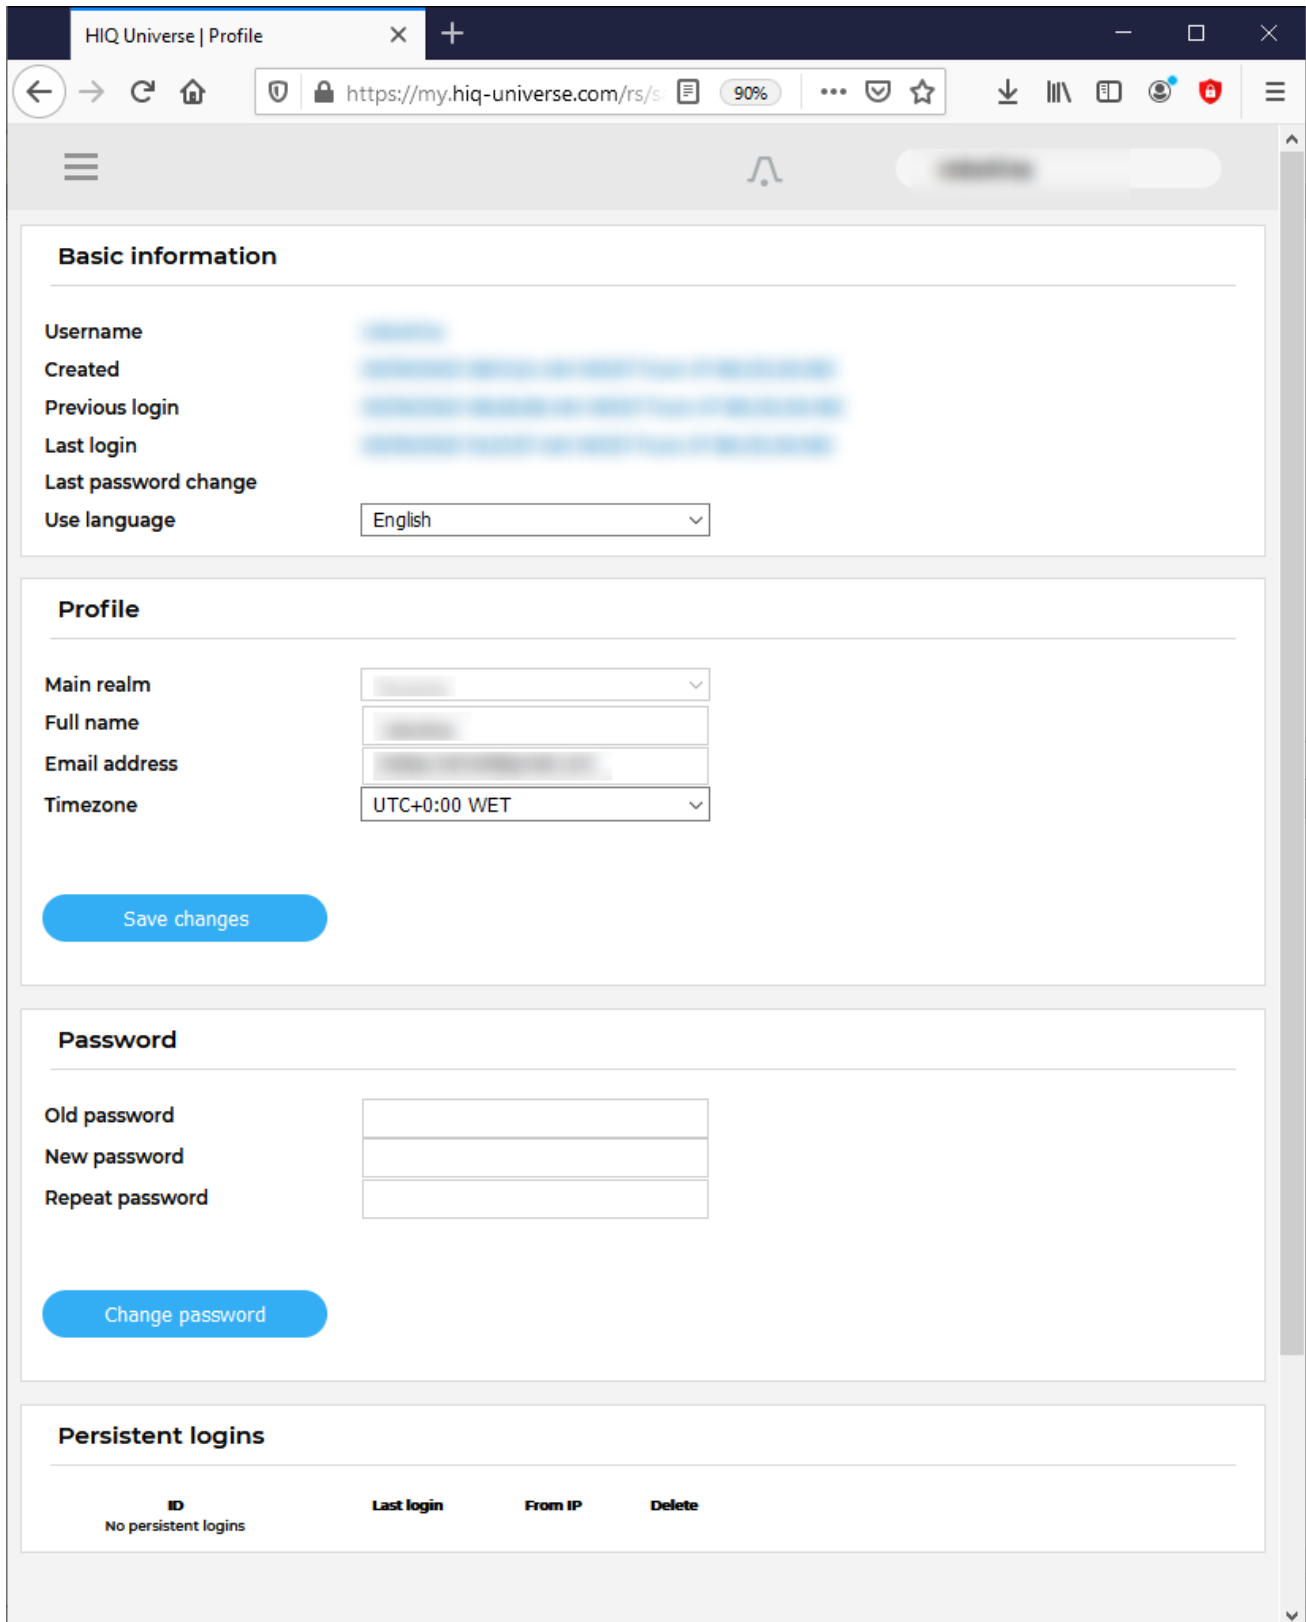 HIQ Universe | Profile
https://my.hiq-universe.com/rs/s
90%
Basic information
Username
Created
Previous login
Last login
Last password change
Use language English
Profile
Main realm
Full name
Email address
Timezone UTC+0:00 WET
Save changes
Password
Old password
New password
Repeat password
Change password
Persistent logins
ID Last login From IP Delete
No persistent logins